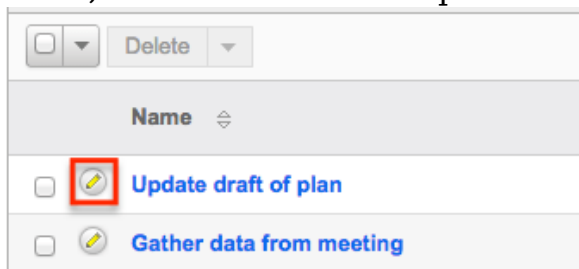 Delete
Name
Update draft of plan
Gather data from meeting